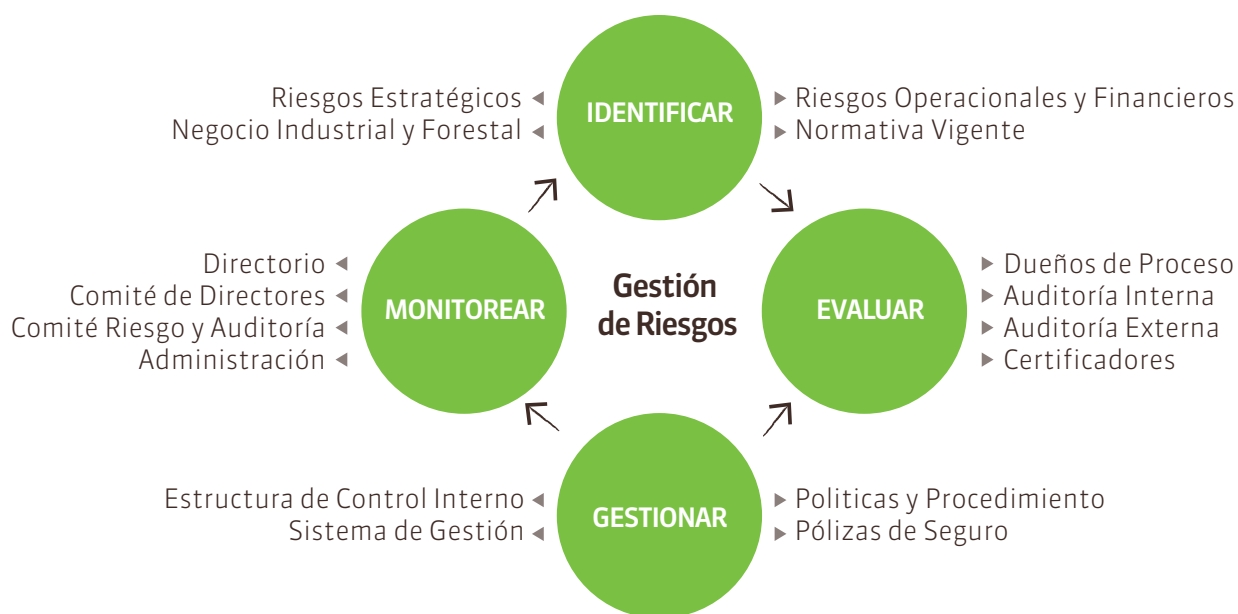 IDENTIFICAR
Riesgos Estratégicos
Negocio Industrial y Forestal
Riesgos Operacionales y Financieros
Normativa Vigente
Gestión
de Riesgos
EVALUAR
Dueños de Proceso
Auditoría Interna
Auditoría Externa
Certificadores
GESTIONAR
Estructura de Control Interno
Sistema de Gestión
Politicas y Procedimiento
Pólizas de Seguro
MONITOREAR
Directorio
Comité de Directores
Comité Riesgo y Auditoría
Administración